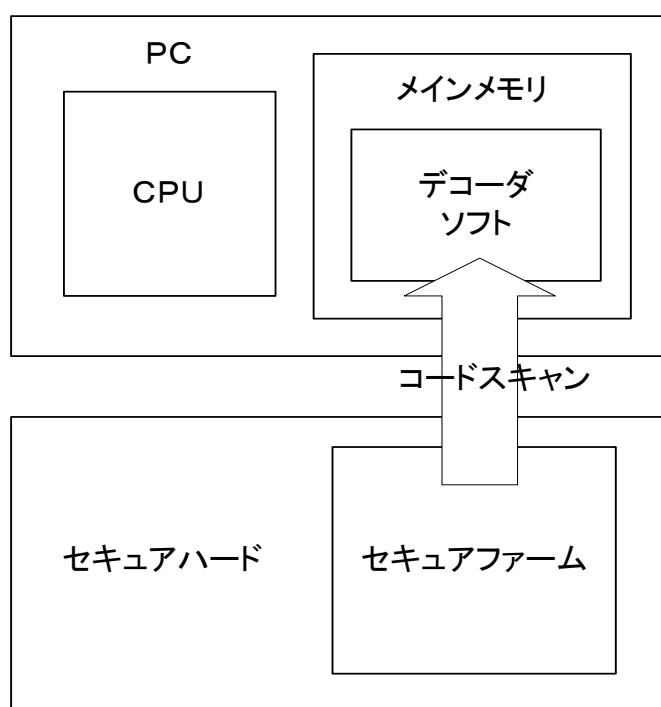 ＰＣ
メインメモリ
ＣＰＵ
デコーダ
ソフト
コードスキャン
セキュアハード
セキュアファーム